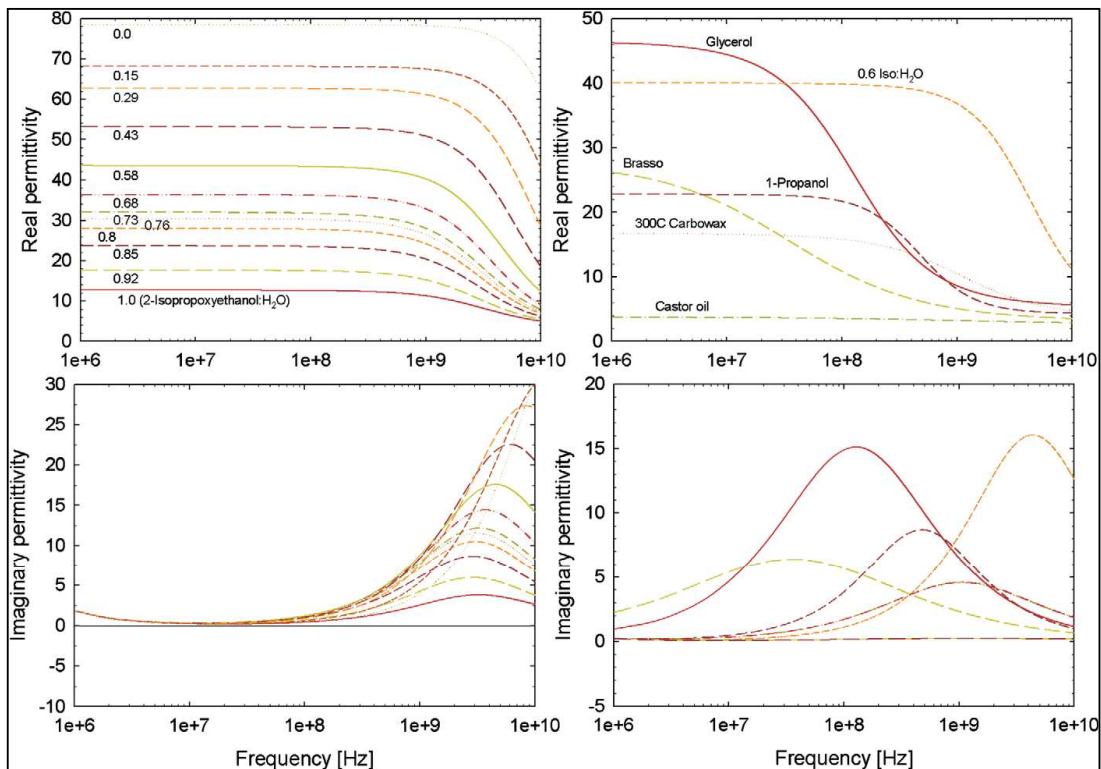 80
70
60
50
40
30
20
10
0
Real permittivity
0.0
0.15
0.29
0.43
0.58
0.68
0.73
0.76
0.8
0.85
0.92
1.0 (2-Isopropoxyethanol:H₂O)
1e+6
1e+7
1e+8
1e+9
1e+10
50
40
30
20
10
0
Real permittivity
Glycerol
0.6 Iso:H₂O
Brasso
1-Propanol
300C Carbowax
Castor oil
1e+6
1e+7
1e+8
1e+9
1e+10
30
25
20
15
10
5
0
-5
-10
Imaginary permittivity
1e+6
1e+7
1e+8
1e+9
1e+10
Frequency [Hz]
20
15
10
5
0
-5
Imaginary permittivity
1e+6
1e+7
1e+8
1e+9
1e+10
Frequency [Hz]